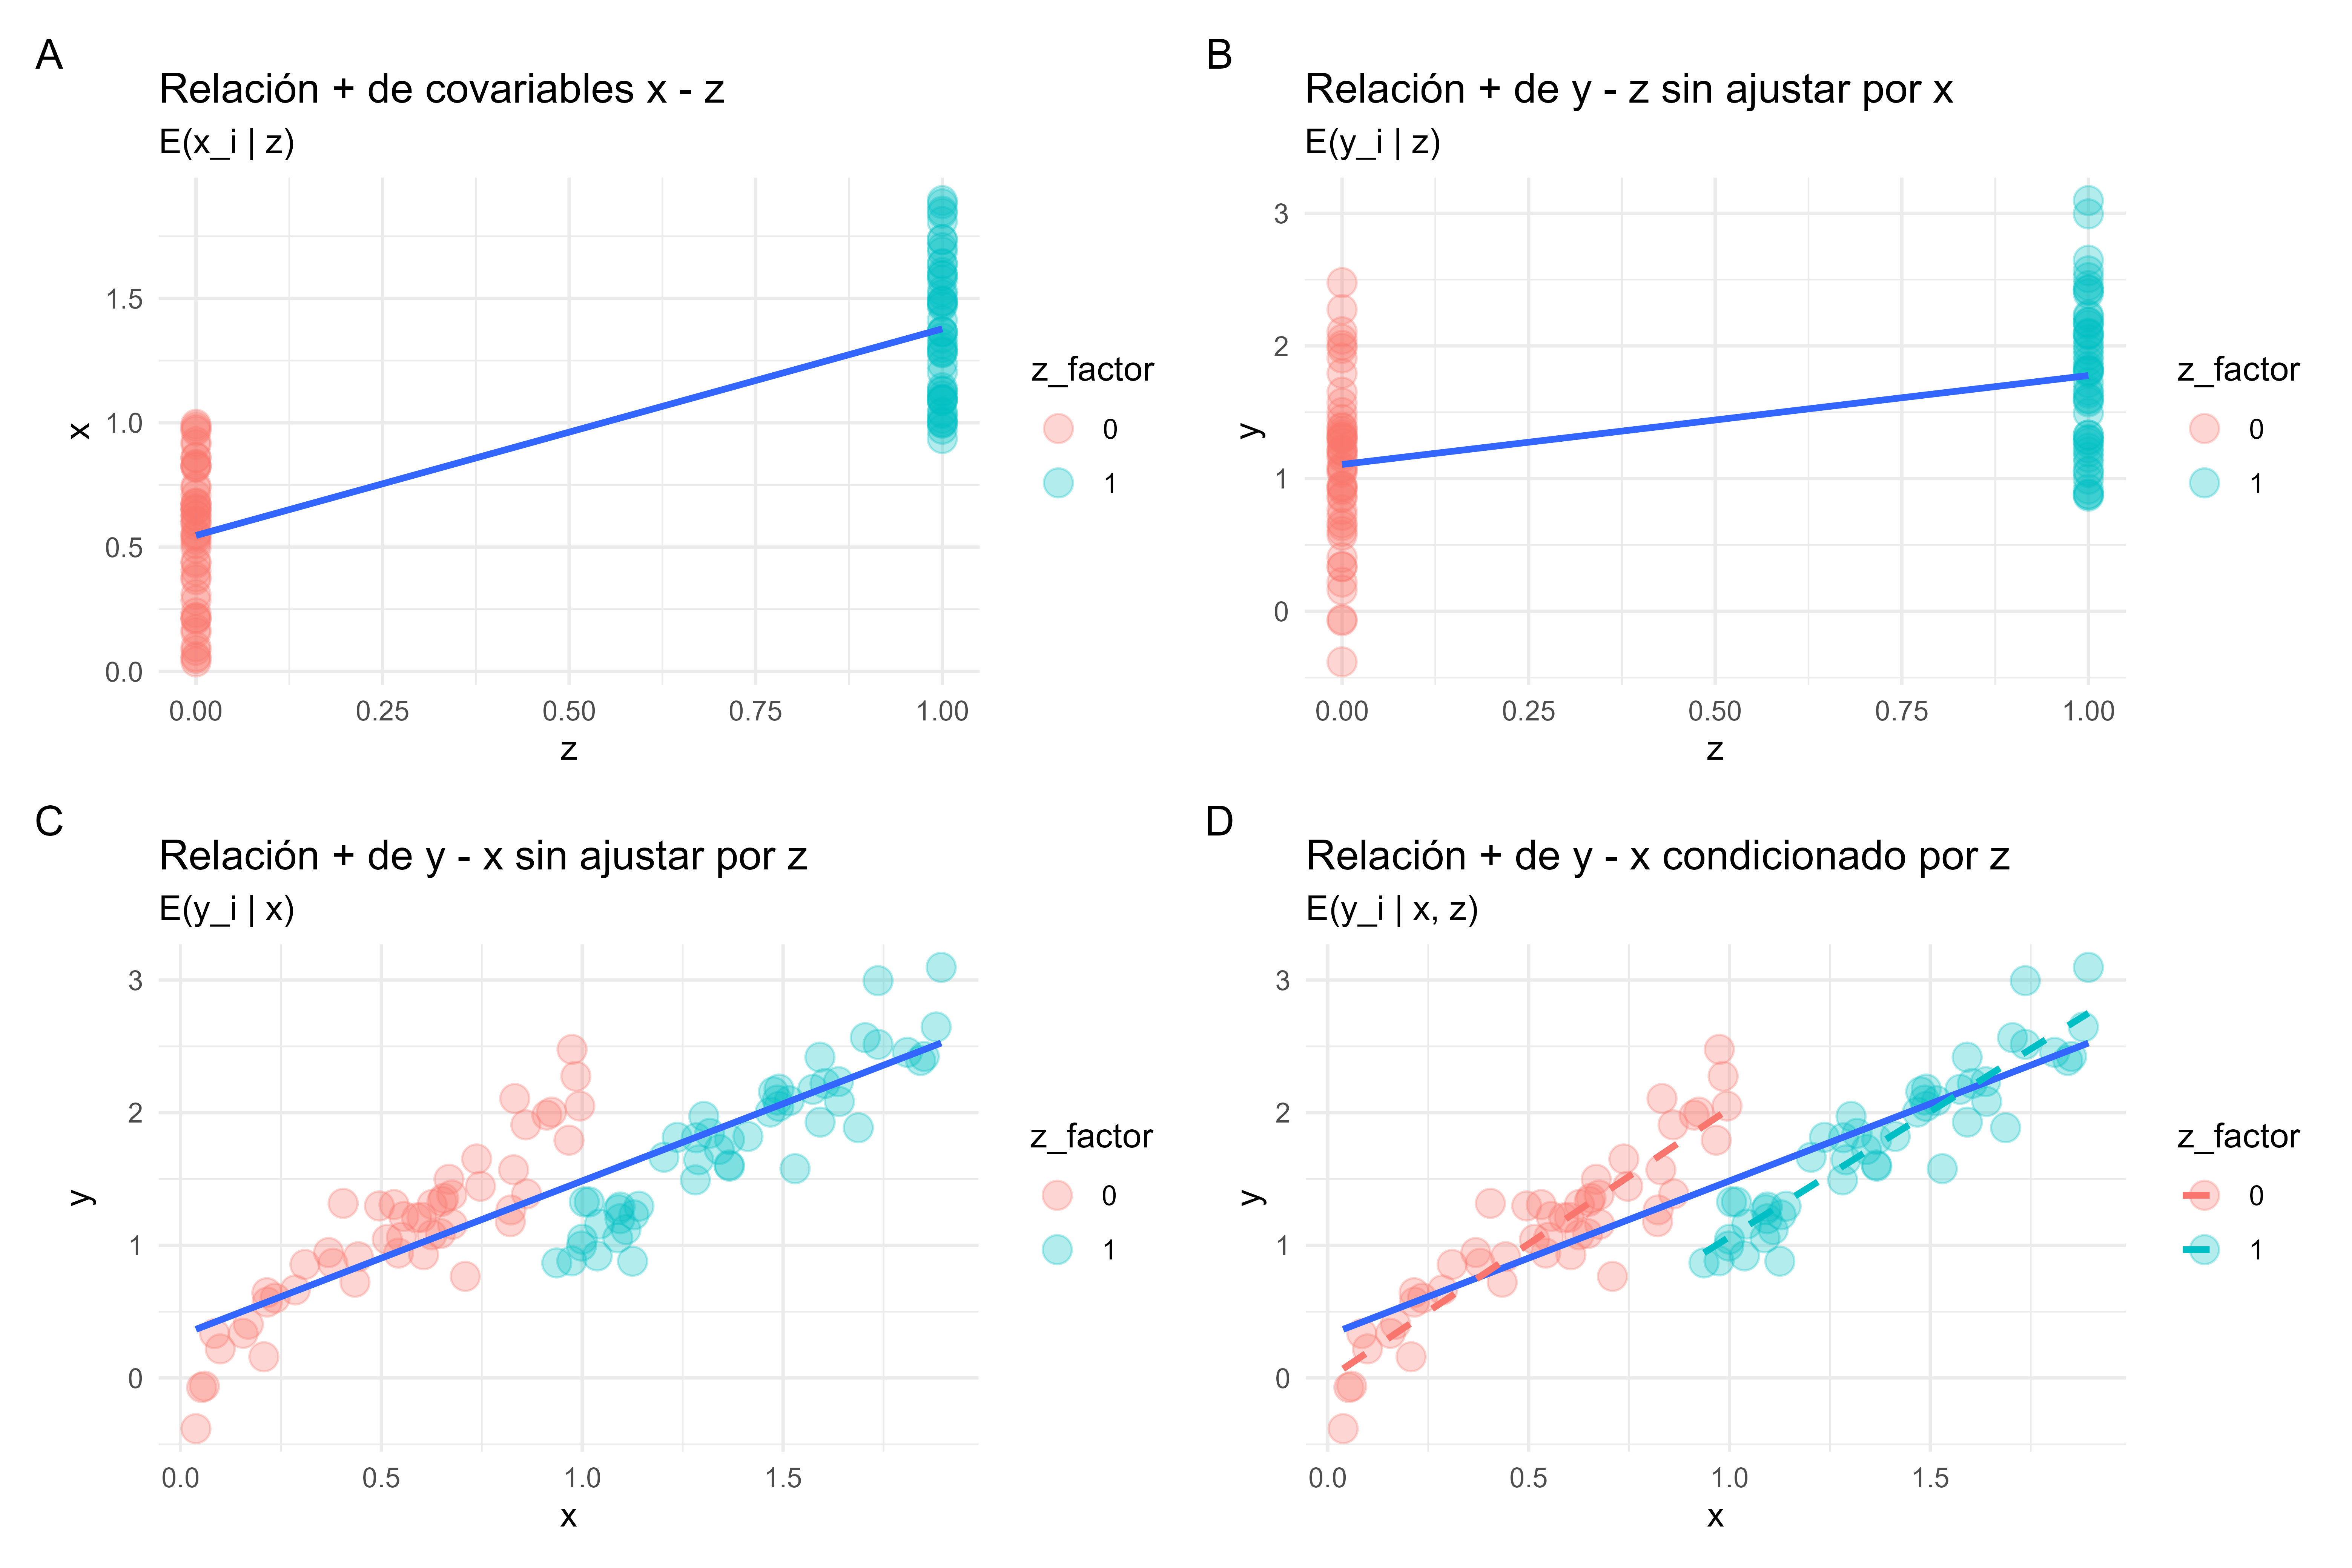 A
Relación + de covariables x - z
E(x_i | z)
x
1.5
1.0
0.5
0.0
0.00 0.25 0.50 0.75 1.00
z
z_factor
0
1
B
Relación + de y - z sin ajustar por x
E(y_i | z)
y
3
2
1
0
0.00 0.25 0.50 0.75 1.00
z
z_factor
0
1
C
Relación + de y - x sin ajustar por z
E(y_i | x)
y
3
2
1
0
0.0 0.5 1.0 1.5
x
z_factor
0
1
D
Relación + de y - x condicionado por z
E(y_i | x, z)
y
3
2
1
0
0.0 0.5 1.0 1.5
x
z_factor
0
1